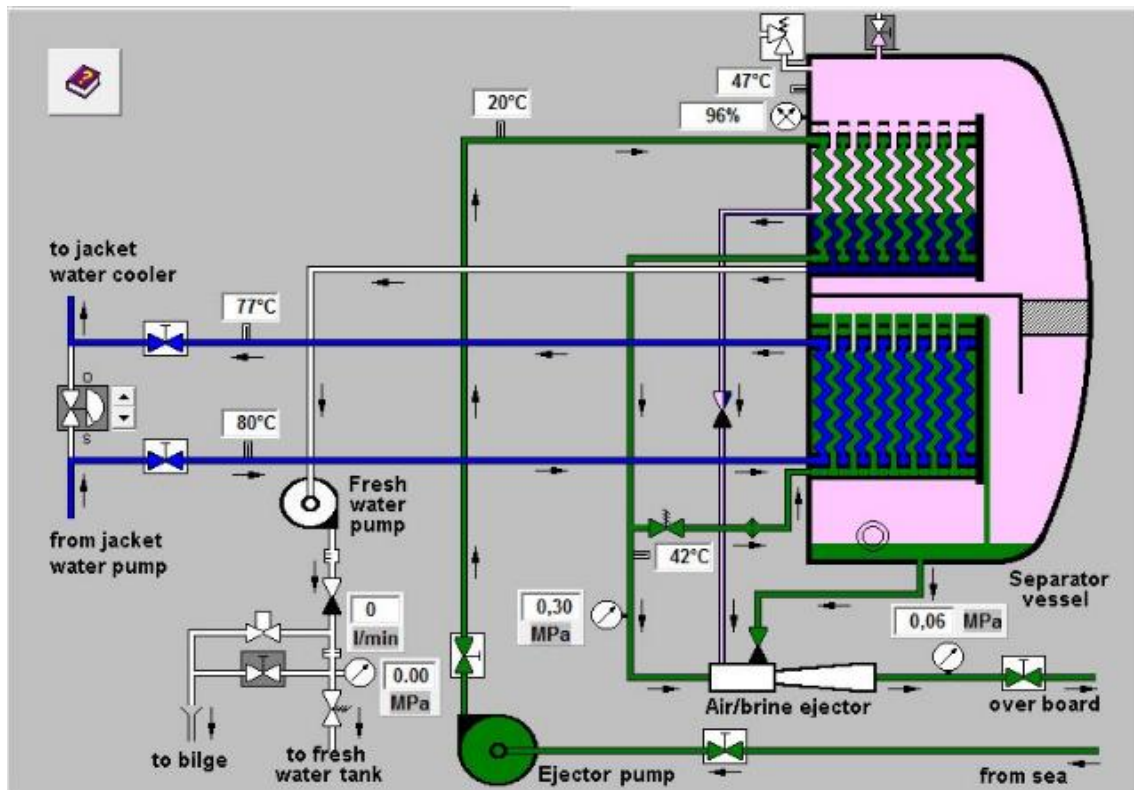 ?
47°C
20°C
96%
to jacket
water cooler
77°C
O
S
80°C
Fresh
water
pump
from jacket
water pump
42°C
Separator
vessel
0,30
MPa
0,06 MPa
0
l/min
0.00
MPa
Air/brine ejector
over board
to bilge
to fresh
water tank
Ejector pump
from sea